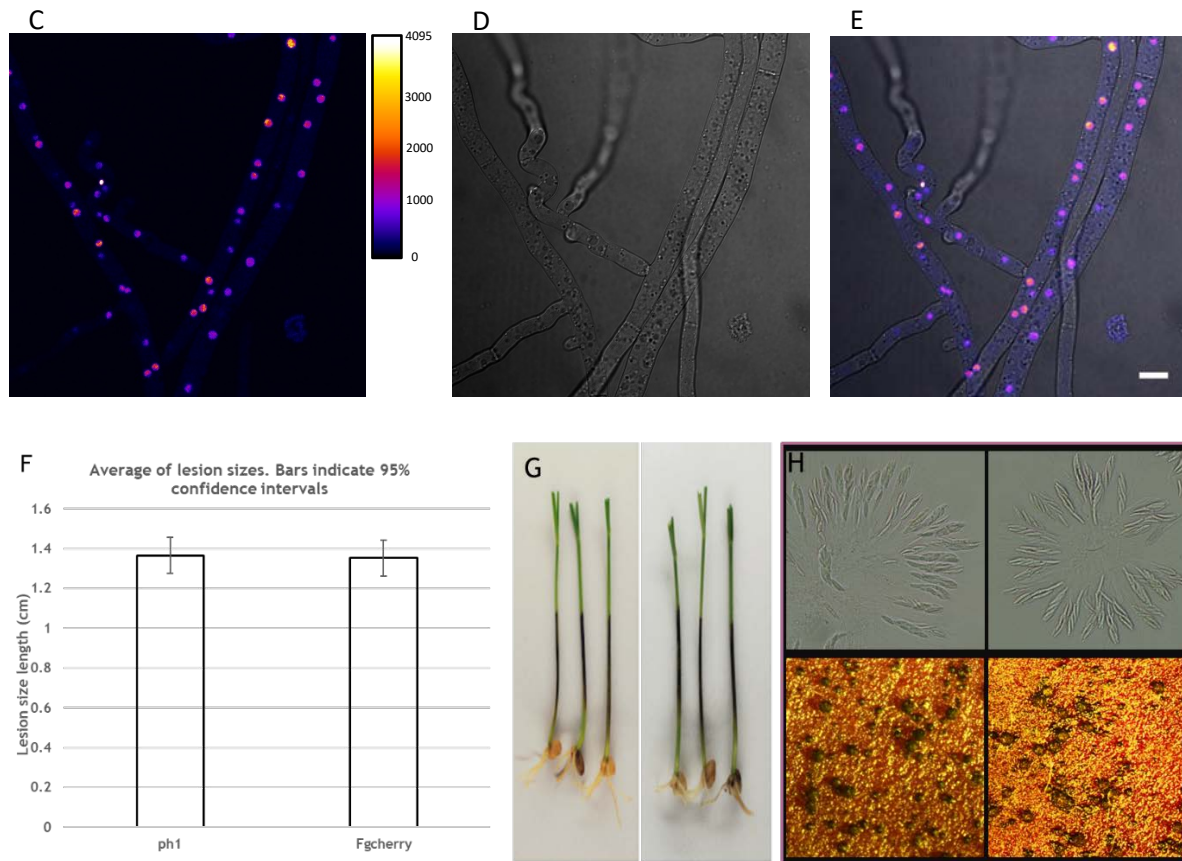 C
D
E
4095
3000
2000
1000
0
F
Average of lesion sizes. Bars indicate 95%
confidence intervals
Lesion size length (cm)
1.6
1.4
1.2
1
0.8
0.6
0.4
0.2
0
ph1
Fgcherry
G
H